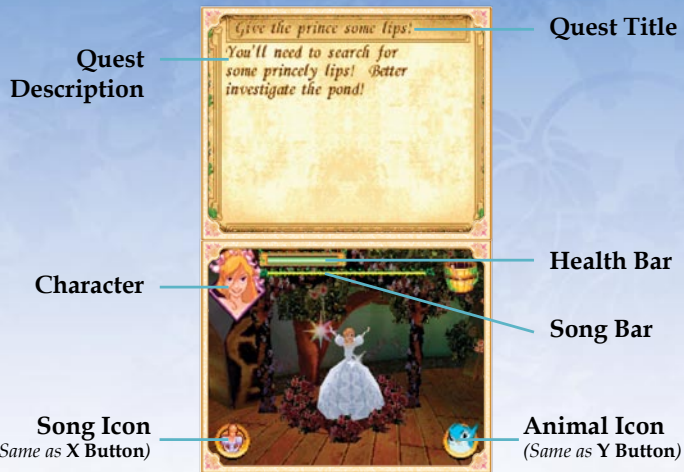 Give the prince some lips!
Quest Title
You'll need to search for
some princely lips! Better
investigate the pond!
Quest
Description
Health Bar
Character
Song Bar
Song Icon
Same as X Button)
Animal Icon
(Same as Y Button)